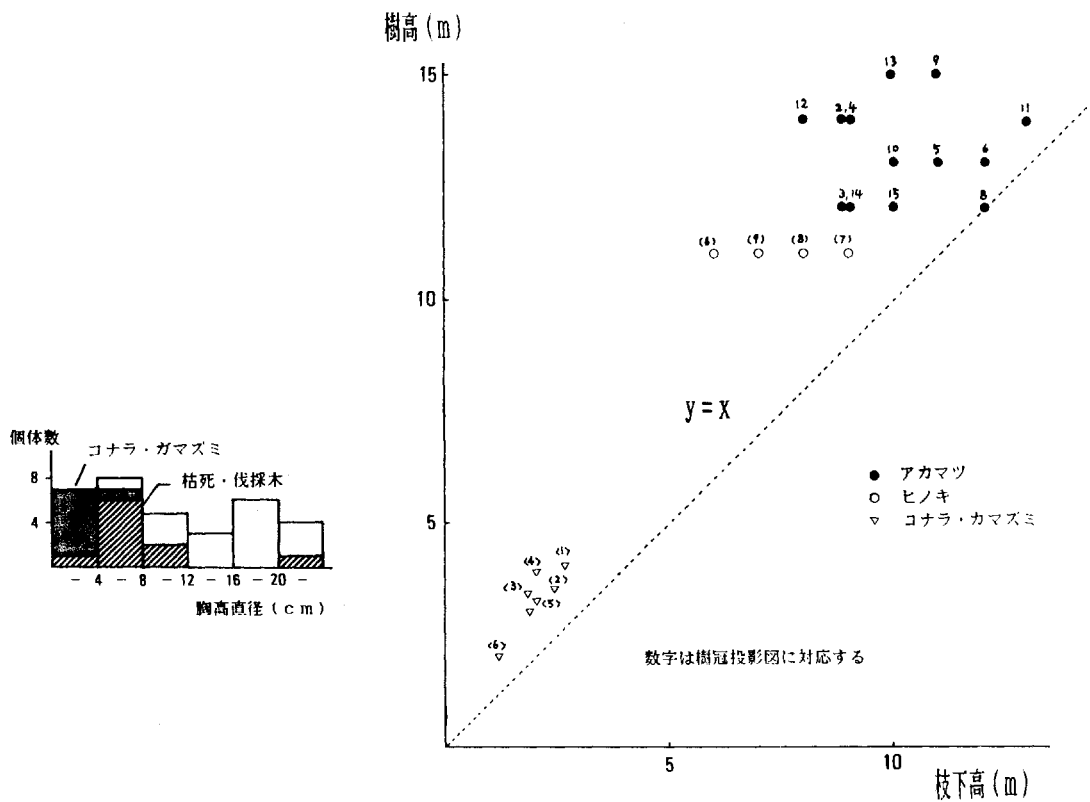 樹高(m)
15
10
5
5
10
枝下高(m)
13
9
12
2,4
11
10
5
6
3,14
15
8
(6)
(9)
(8)
(7)
y=x
● アカマツ
○ ヒノキ
▽ コナラ・カマズミ
<1>
<4>
<2>
<3>
<5>
<6>
数字は樹冠投影図に対応する
個体数
コナラ・ガマズミ
枯死・伐採木
8
4
- 4 - 8 - 12 - 16 - 20 -
胸高直径(cm)